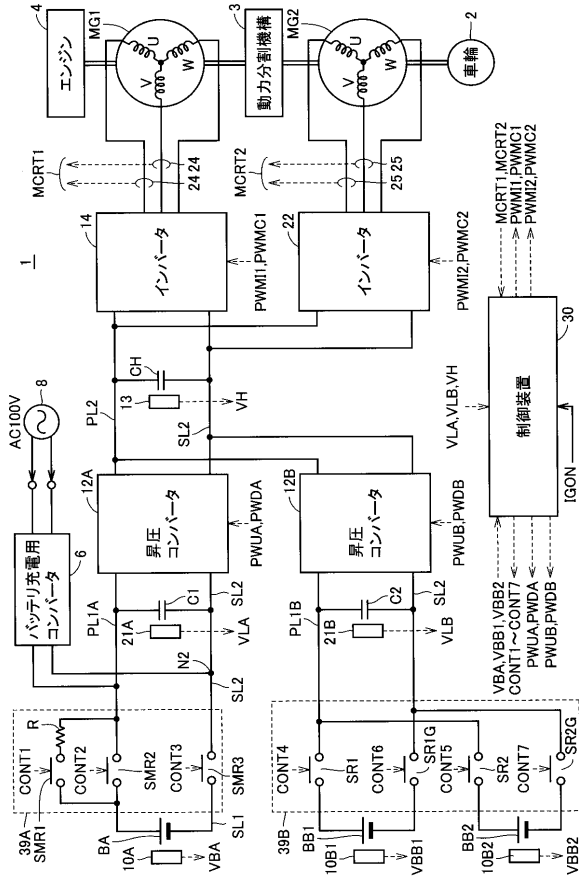 1
4
エンジン
MG1
U
V
W
3
動力分割機構
MG2
U
V
W
2
車輪
MCRT1
24 24
MCRT2
25 25
14
インバータ
PWMI1,PWMC1
22
インバータ
PWMI2,PWMC2
AC100V
8
バッテリ充電用
コンバータ
6
PL2
CH
13
VH
SL2
12A
昇圧
コンバータ
PWUA,PWDA
12B
昇圧
コンバータ
PWUB,PWDB
PL1A
C1
21A
SL2
VLA
N2
SL2
PL1B
C2
21B
SL2
VLB
39A
CONT1
SMR1
R
CONT2
SMR2
CONT3
SMR3
BA
10A
VBA
SL1
39B
CONT4
SR1
CONT6
SR1G
CONT5
SR2
CONT7
SR2G
BB1
10B1
VBB1
BB2
10B2
VBB2
VBA,VBB1,VBB2
CONT1~CONT7
PWUA,PWDA
PWUB,PWDB
VLA,VLB,VH
制御装置
30
IGON
MCRT1,MCRT2
PWMI1,PWMC1
PWMI2,PWMC2